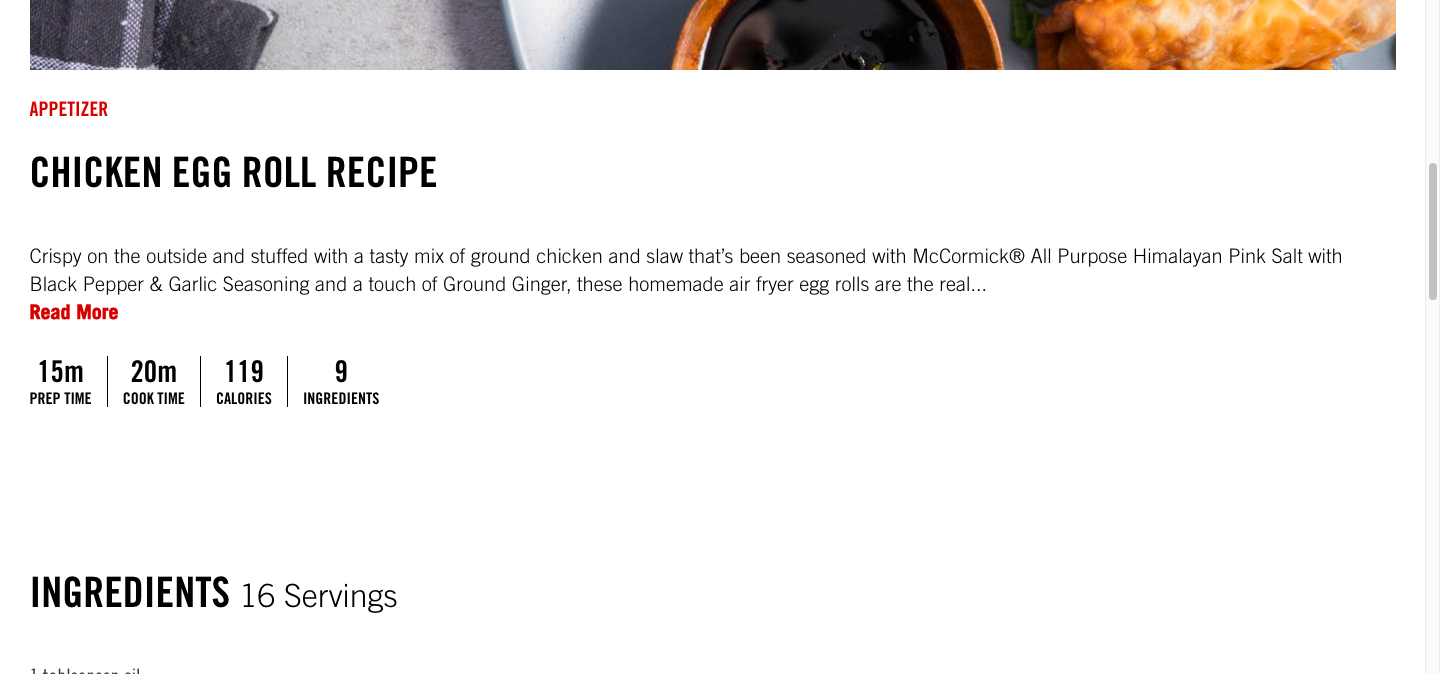 APPETIZER
CHICKEN EGG ROLL RECIPE
Crispy on the outside and stuffed with a tasty mix of ground chicken and slaw that’s been seasoned with McCormick® All Purpose Himalayan Pink Salt with
Black Pepper & Garlic Seasoning and a touch of Ground Ginger, these homemade air fryer egg rolls are the real...
Read More
15m 20m 119 9
PREP TIME COOK TIME CALORIES INGREDIENTS
INGREDIENTS 16 Servings
1 tablespoon oil